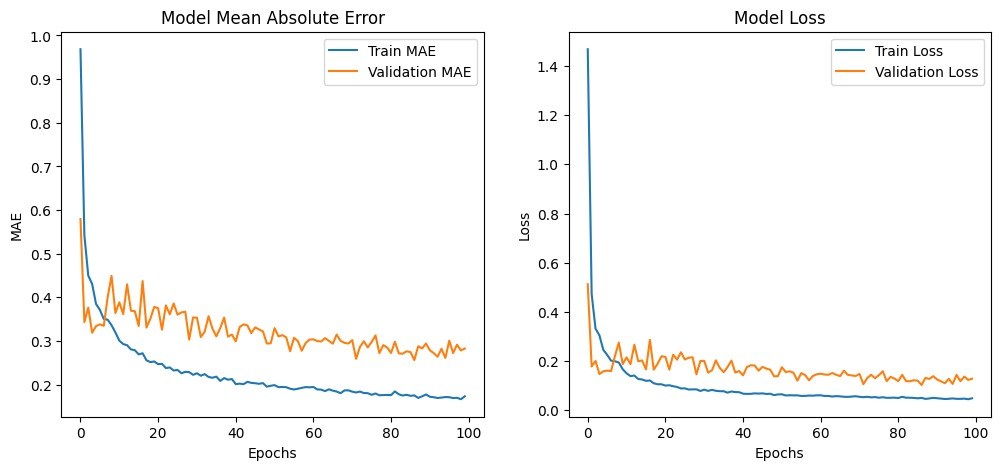 Model Mean Absolute Error
Train MAE
Validation MAE
1.0
0.9
0.8
0.7
0.6
0.5
0.4
0.3
0.2
MAE
0 20 40 60 80 100
Epochs
Model Loss
Train Loss
Validation Loss
1.4
1.2
1.0
0.8
0.6
0.4
0.2
0.0
Loss
0 20 40 60 80 100
Epochs